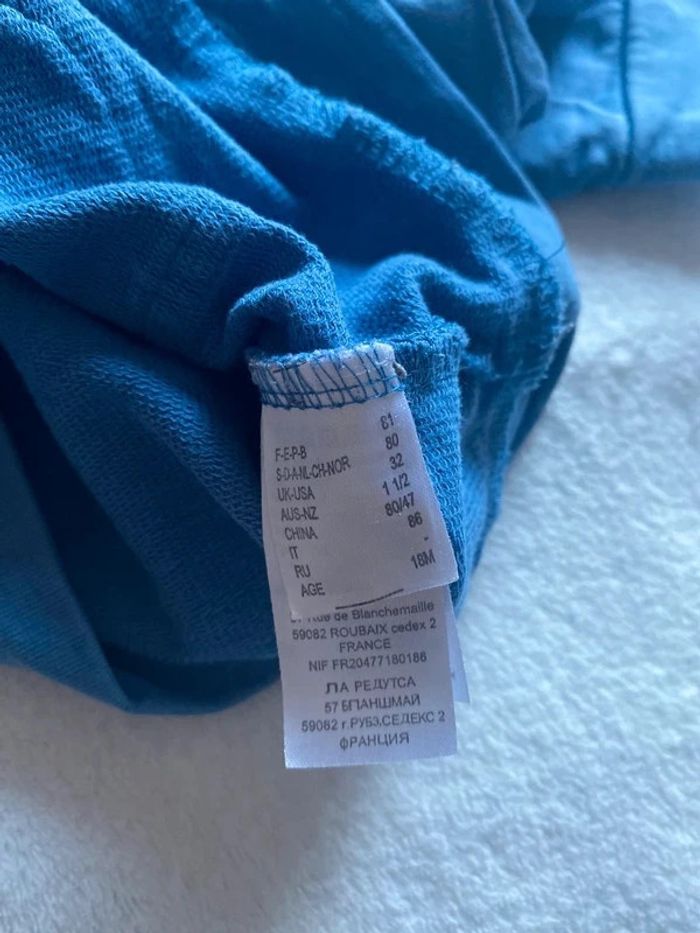 F-E-P-B 81
S-D-A-NL-CH-NOR 80
UK-USA 32
AUS-NZ 1 1/2
CHINA 80/47
IT 86
RU -
AGE 18M
Rue de Blanchemaille
59082 ROUBAIX cedex 2
FRANCE
NIF FR20477180186
ЛА РЕДУТСА
57 БПАНШМАЙ
59082 г.РУБЭ,СЕДЕКС 2
фРАНЦИЯ